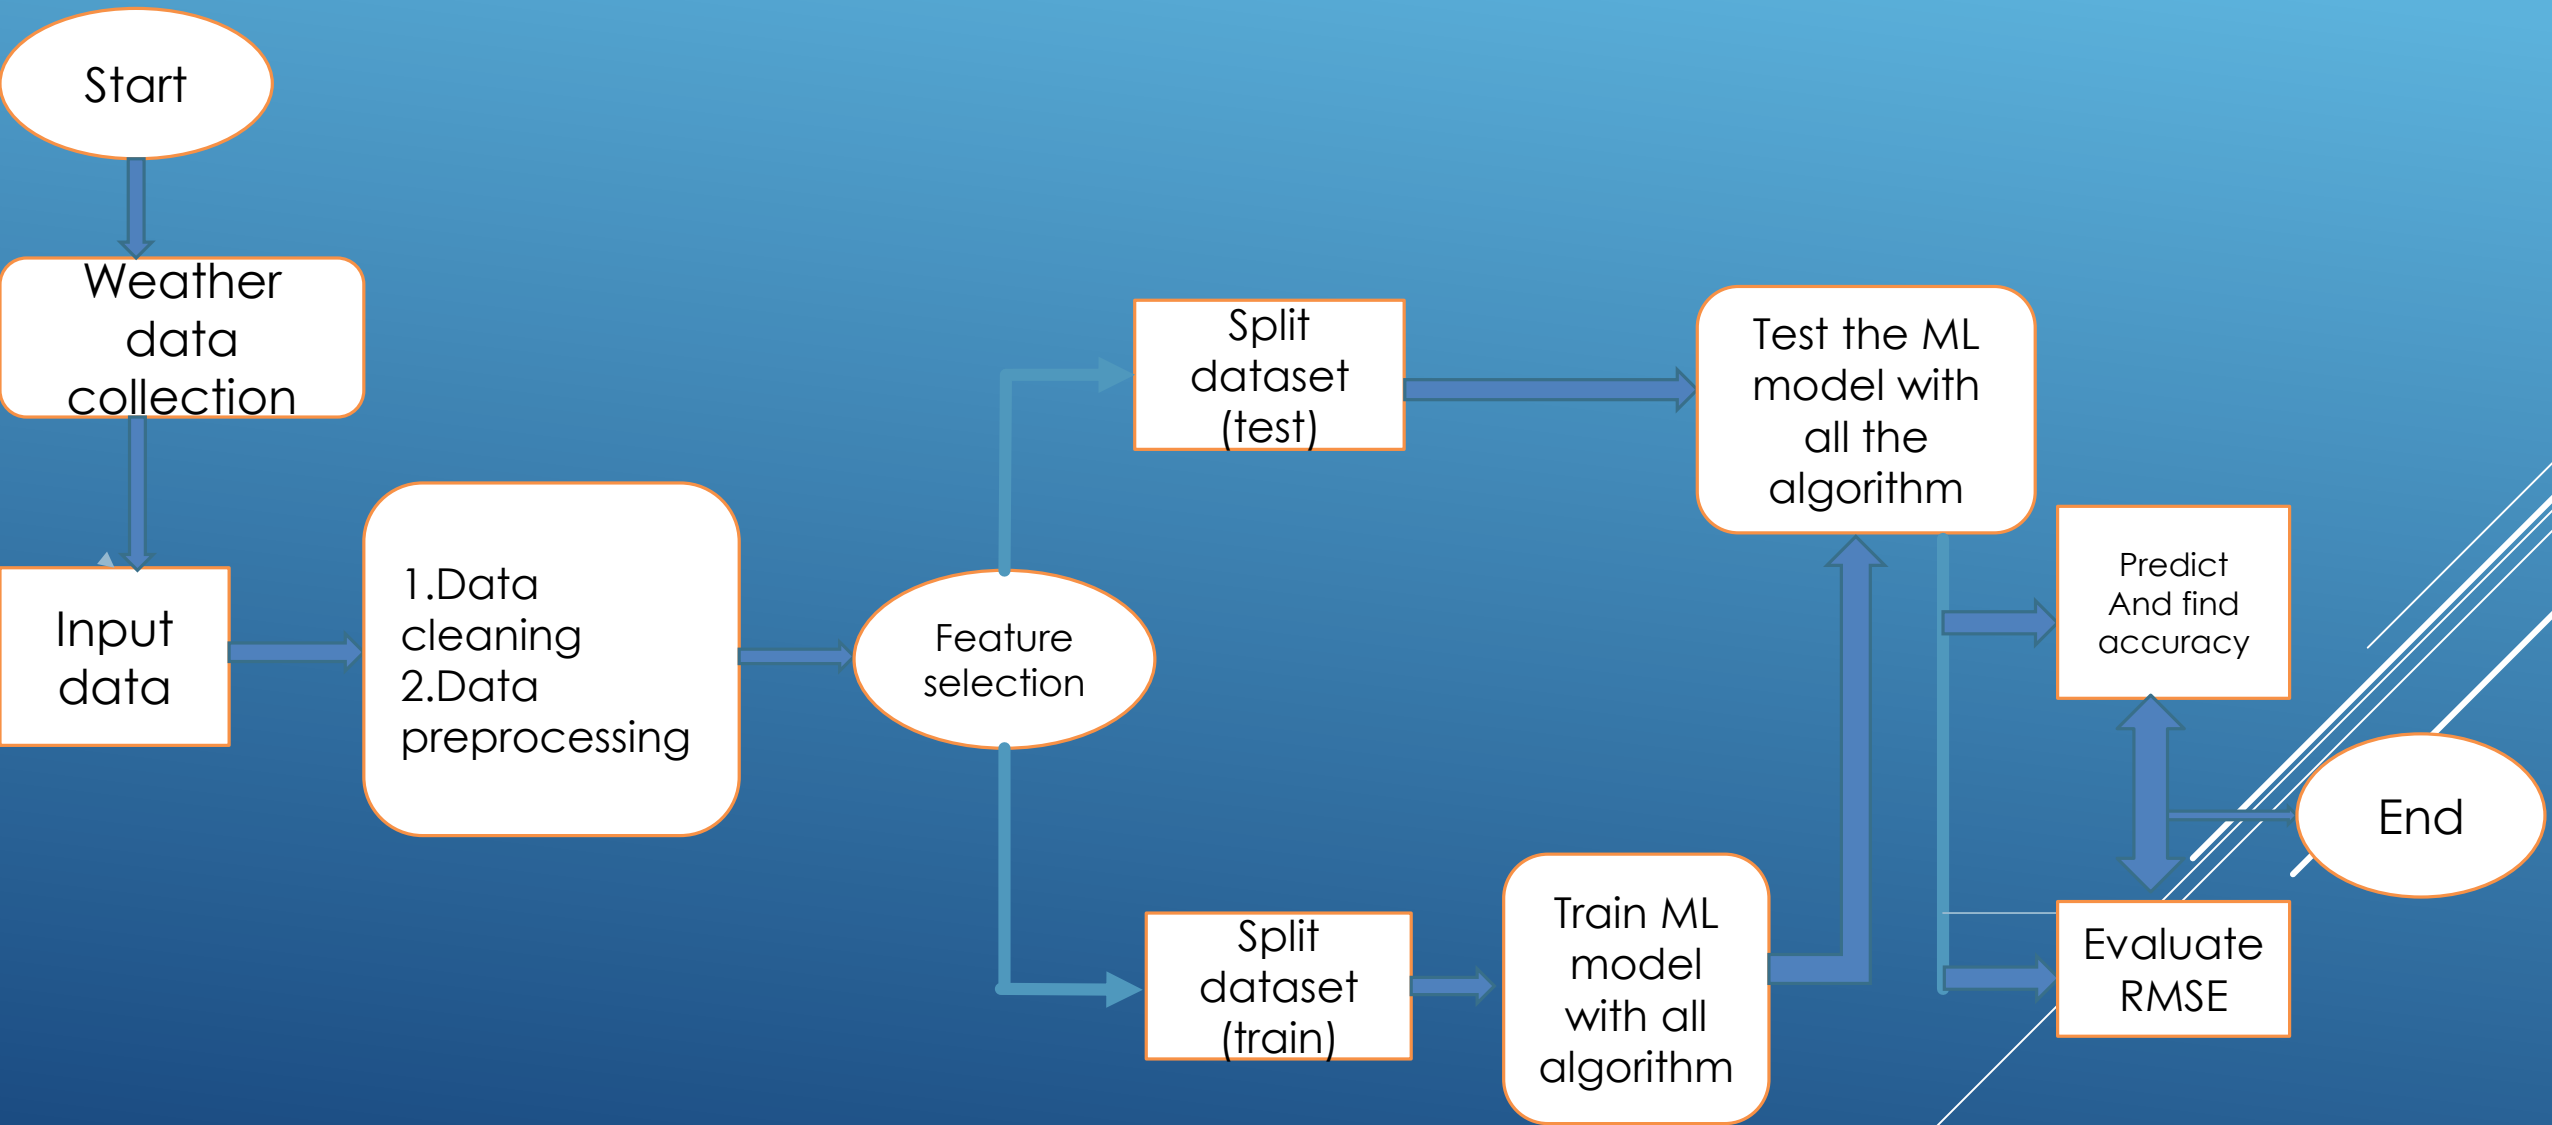 Start
Weather
data
collection
Input
data
1.Data
cleaning
2.Data
preprocessing
Feature
selection
Split
dataset
(test)
Split
dataset
(train)
Train ML
model
with all
algorithm
Test the ML
model with
all the
algorithm
Predict
And find
accuracy
Evaluate
RMSE
End